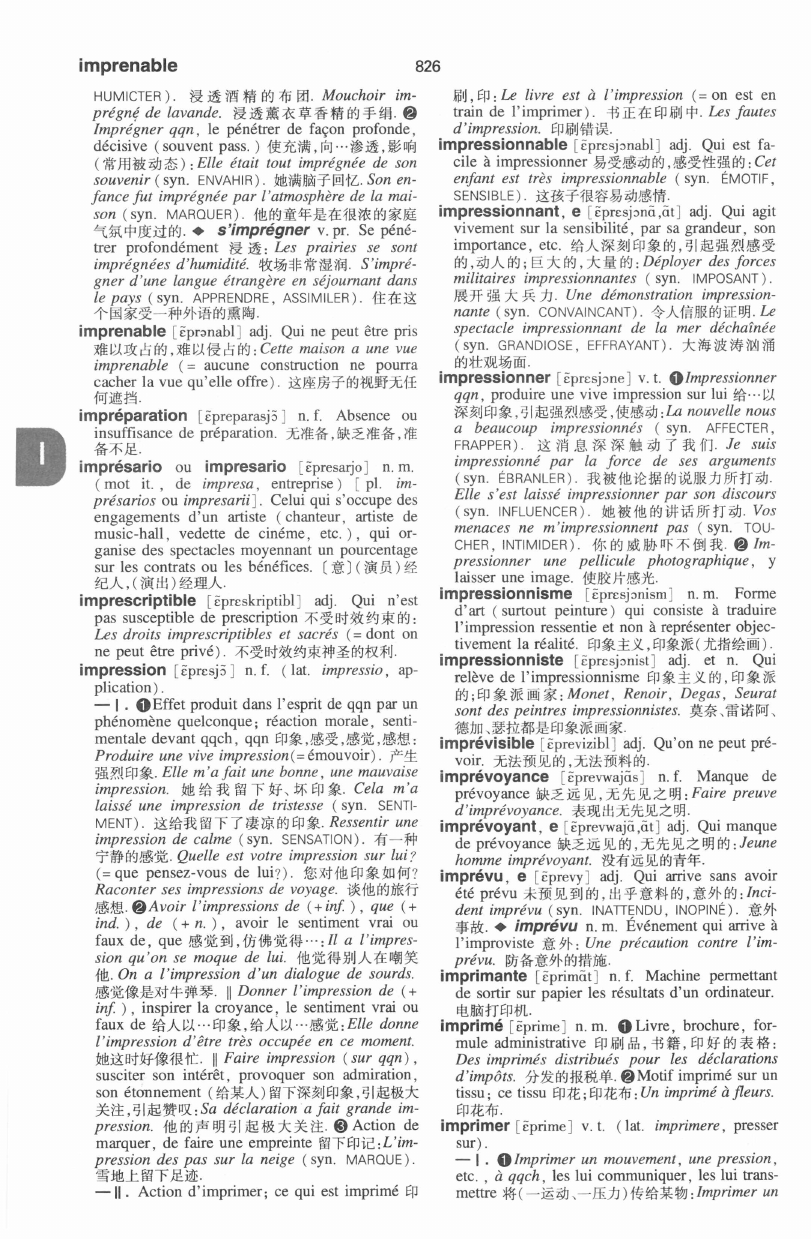 imprenable
826
HUMICTER). 浸透酒精的布团. Mouchoir im-
prégné de lavande. 浸透薰衣草香精的手绢. ❷
Imprégner qqn, le pénétrer de façon profonde,
décisive (souvent pass.) 使充满,向…渗透,影响
(常用被动态): Elle était tout imprégnée de son
souvenir (syn. ENVAHIR). 她满脑子回忆. Son en-
fance fut imprégnée par l'atmosphère de la mai-
son (syn. MARQUER). 他的童年是在很浓的家庭
气氛中度过的. ◆ s'imprégner v. pr. Se péné-
trer profondément 浸透: Les prairies se sont
imprégnées d'humidité. 牧场非常湿润. S'impré-
gner d'une langue étrangère en séjournant dans
le pays (syn. APPRENDRE, ASSIMILER). 住在这
个国家受一种外语的熏陶.
imprenable [ɛ̃prənabl] adj. Qui ne peut être pris
难以攻占的,难以侵占的: Cette maison a une vue
imprenable (= aucune construction ne pourra
cacher la vue qu'elle offre). 这座房子的视野无任
何遮挡.
impréparation [ɛ̃preparasjɔ̃] n. f. Absence ou
insuffisance de préparation. 无准备,缺乏准备,准
备不足.
I
imprésario ou impresario [ɛ̃presarjo] n. m.
(mot it., de impresa, entreprise) [pl. im-
présarios ou impresarii]. Celui qui s'occupe des
engagements d'un artiste (chanteur, artiste de
music-hall, vedette de cinéme, etc.), qui or-
ganise des spectacles moyennant un pourcentage
sur les contrats ou les bénéfices. 〔意〕(演员)经
纪人,(演出)经理人.
imprescriptible [ɛ̃prɛskriptibl] adj. Qui n'est
pas susceptible de prescription 不受时效约束的:
Les droits imprescriptibles et sacrés (= dont on
ne peut être privé). 不受时效约束神圣的权利.
impression [ɛ̃prɛsjɔ̃] n. f. (lat. impressio, ap-
plication).
— I. ❶Effet produit dans l'esprit de qqn par un
phénomène quelconque; réaction morale, senti-
mentale devant qqch, qqn 印象,感受,感觉,感想:
Produire une vive impression(= émouvoir). 产生
强烈印象. Elle m'a fait une bonne, une mauvaise
impression. 她给我留下好、坏印象. Cela m'a
laissé une impression de tristesse (syn. SENTI-
MENT). 这给我留下了凄凉的印象. Ressentir une
impression de calme (syn. SENSATION). 有一种
宁静的感觉. Quelle est votre impression sur lui?
(= que pensez-vous de lui?). 您对他印象如何?
Raconter ses impressions de voyage. 谈他的旅行
感想. ❷Avoir l'impressions de (+inf.), que (+
ind.), de (+n.), avoir le sentiment vrai ou
faux de, que 感觉到,仿佛觉得…: Il a l'impres-
sion qu'on se moque de lui. 他觉得别人在嘲笑
他. On a l'impression d'un dialogue de sourds.
感觉像是对牛弹琴. ‖ Donner l'impression de (+
inf.), inspirer la croyance, le sentiment vrai ou
faux de 给人以…印象,给人以…感觉: Elle donne
l'impression d'être très occupée en ce moment.
她这时好像很忙. ‖ Faire impression (sur qqn),
susciter son intérêt, provoquer son admiration,
son étonnement (给某人)留下深刻印象,引起极大
关注,引起赞叹: Sa déclaration a fait grande im-
pression. 他的声明引起极大关注. ❸ Action de
marquer, de faire une empreinte 留下印记: L'im-
pression des pas sur la neige (syn. MARQUE).
雪地上留下足迹.
— II. Action d'imprimer; ce qui est imprimé 印
刷,印: Le livre est à l'impression (= on est en
train de l'imprimer). 书正在印刷中. Les fautes
d'impression. 印刷错误.
impressionnable [ɛ̃presjɔnabl] adj. Qui est fa-
cile à impressionner 易受感动的,感受性强的: Cet
enfant est très impressionnable (syn. ÉMOTIF,
SENSIBLE). 这孩子很容易动感情.
impressionnant, e [ɛ̃prɛsjɔnɑ̃,ɑ̃t] adj. Qui agit
vivement sur la sensibilité, par sa grandeur, son
importance, etc. 给人深刻印象的,引起强烈感受
的,动人的;巨大的,大量的: Déployer des forces
militaires impressionnantes (syn. IMPOSANT).
展开强大兵力. Une démonstration impression-
nante (syn. CONVAINCANT). 令人信服的证明. Le
spectacle impressionnant de la mer déchaînée
(syn. GRANDIOSE, EFFRAYANT). 大海波涛汹涌
的壮观场面.
impressionner [ɛ̃presjɔne] v. t. ❶Impressionner
qqn, produire une vive impression sur lui 给…以
深刻印象,引起强烈感受,使感动: La nouvelle nous
a beaucoup impressionnés (syn. AFFECTER,
FRAPPER). 这消息深深触动了我们. Je suis
impressionné par la force de ses arguments
(syn. ÉBRANLER). 我被他论据的说服力所打动.
Elle s'est laissé impressionner par son discours
(syn. INFLUENCER). 她被他的讲话所打动. Vos
menaces ne m'impressionnent pas (syn. TOU-
CHER, INTIMIDER). 你的威胁吓不倒我. ❷ Im-
pressionner une pellicule photographique, y
laisser une image. 使胶片感光.
impressionnisme [ɛ̃presjɔnism] n. m. Forme
d'art (surtout peinture) qui consiste à traduire
l'impression ressentie et non à représenter objec-
tivement la réalité. 印象主义,印象派(尤指绘画).
impressionniste [ɛ̃presjɔnist] adj. et n. Qui
relève de l'impressionnisme 印象主义的,印象派
的;印象派画家: Monet, Renoir, Degas, Seurat
sont des peintres impressionnistes. 莫奈、雷诺阿、
德加、瑟拉都是印象派画家.
imprévisible [ɛ̃previzibl] adj. Qu'on ne peut pré-
voir. 无法预见的,无法预料的.
imprévoyance [ɛ̃prevwajɑ̃s] n. f. Manque de
prévoyance 缺乏远见,无先见之明: Faire preuve
d'imprévoyance. 表现出无先见之明.
imprévoyant, e [ɛ̃prevwajɑ̃,ɑ̃t] adj. Qui manque
de prévoyance 缺乏远见的,无先见之明的: Jeune
homme imprévoyant. 没有远见的青年.
imprévu, e [ɛ̃prevy] adj. Qui arrive sans avoir
été prévu 未预见到的,出乎意料的,意外的: Inci-
dent imprévu (syn. INATTENDU, INOPINÉ). 意外
事故. ◆ imprévu n. m. Événement qui arrive à
l'improviste 意外: Une précaution contre l'im-
prévu. 防备意外的措施.
imprimante [ɛ̃primɑ̃t] n. f. Machine permettant
de sortir sur papier les résultats d'un ordinateur.
电脑打印机.
imprimé [ɛ̃prime] n. m. ❶ Livre, brochure, for-
mule administrative 印刷品,书籍,印好的表格:
Des imprimés distribués pour les déclarations
d'impôts. 分发的报税单. ❷Motif imprimé sur un
tissu; ce tissu 印花;印花布: Un imprimé à fleurs.
印花布.
imprimer [ɛ̃prime] v. t. (lat. imprimere, presser
sur).
— I. ❶Imprimer un mouvement, une pression,
etc., à qqch, les lui communiquer, les lui trans-
mettre 将(一运动、一压力)传给某物: Imprimer un